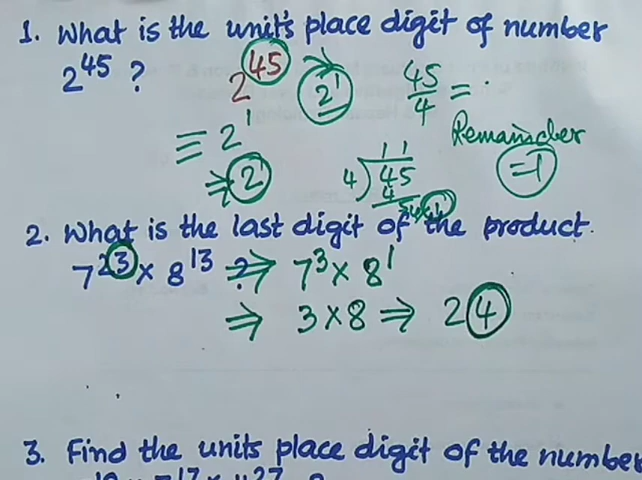 1. What is the unit's place digit of number
2^45 ? 2^45 → 2^1 45/4 = .
≡ 2^1 Remainder
⇒ 2 4) 45 11 4 = 1
2. What is the last digit of the product.
7^23 × 8^13 ? ⇒ 7^3 × 8^1
⇒ 3 × 8 ⇒ 24
3. Find the units place digit of the number